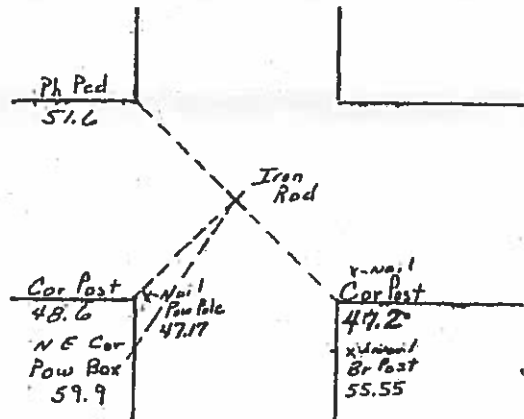 Ph Ped
51.6
Iron
Rod
Cor Post
48.6
x-Nail
Pow Pole
47.17
N E Cor
Pow Box
59.9
x-Nail
Cor Post
47.2
Br Post
55.55